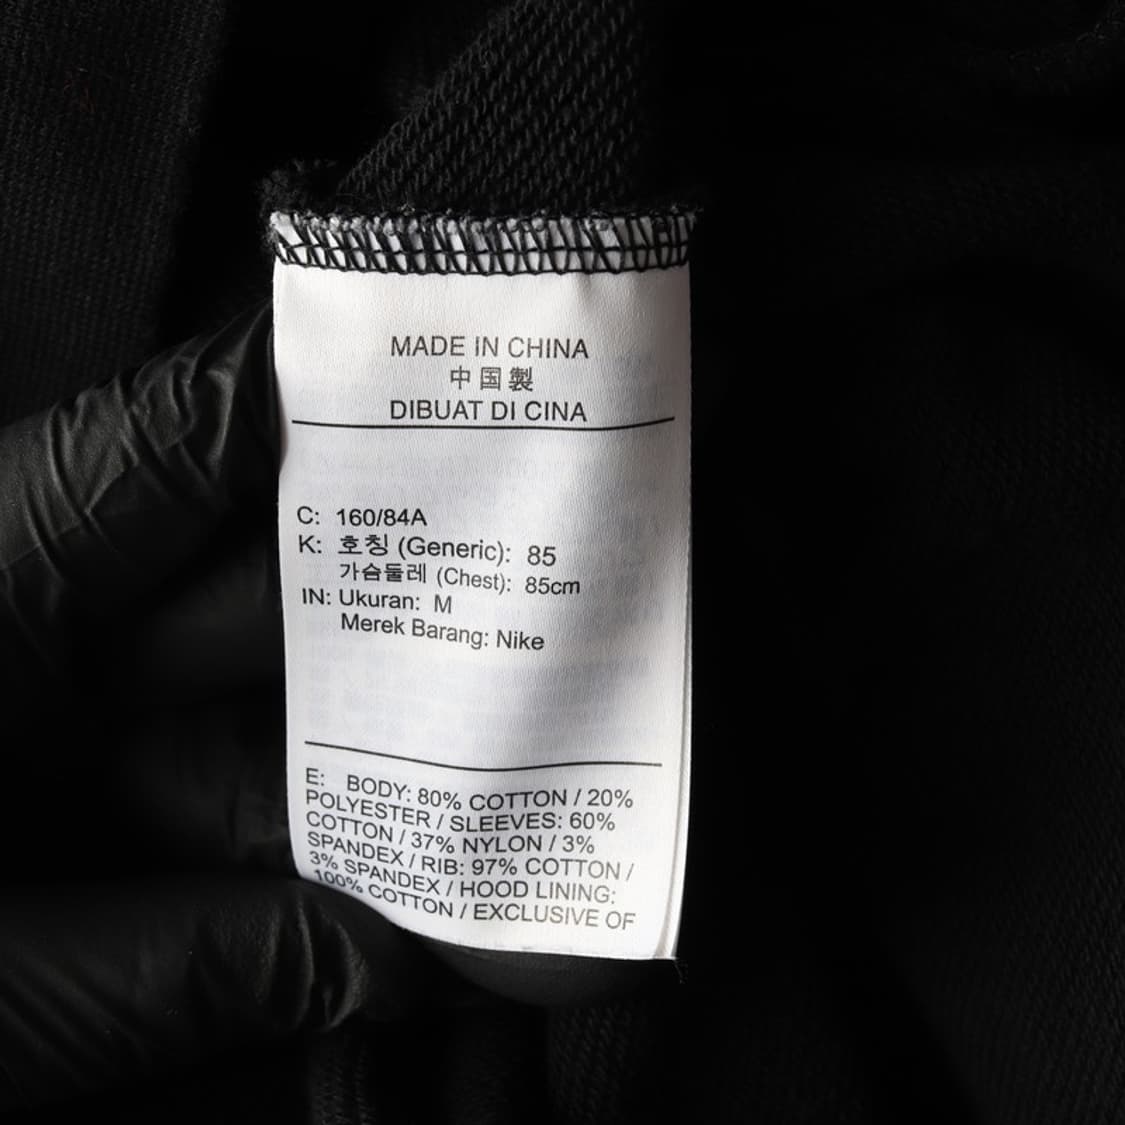 MADE IN CHINA
中国製
DIBUAT DI CINA
C: 160/84A
K: 호칭 (Generic): 85
가슴둘레 (Chest): 85cm
IN: Ukuran: M
Merek Barang: Nike
E: BODY: 80% COTTON / 20%
POLYESTER / SLEEVES: 60%
COTTON / 37% NYLON / 3%
SPANDEX / RIB: 97% COTTON /
3% SPANDEX / HOOD LINING:
100% COTTON / EXCLUSIVE OF